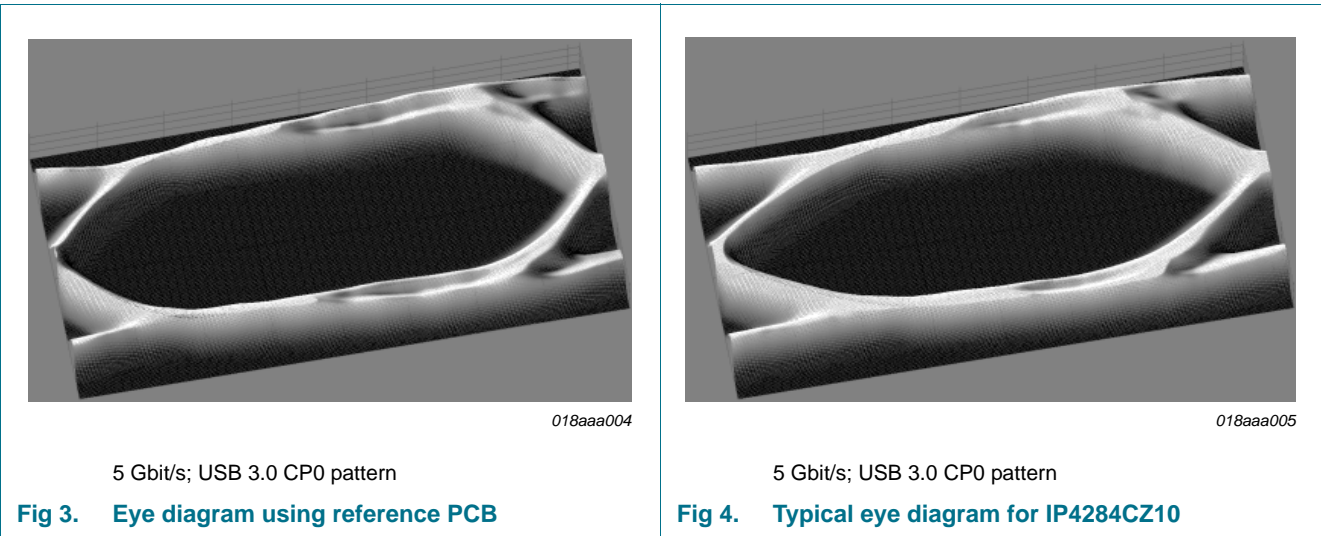 018aaa004
5 Gbit/s; USB 3.0 CP0 pattern
Fig 3. Eye diagram using reference PCB
018aaa005
5 Gbit/s; USB 3.0 CP0 pattern
Fig 4. Typical eye diagram for IP4284CZ10